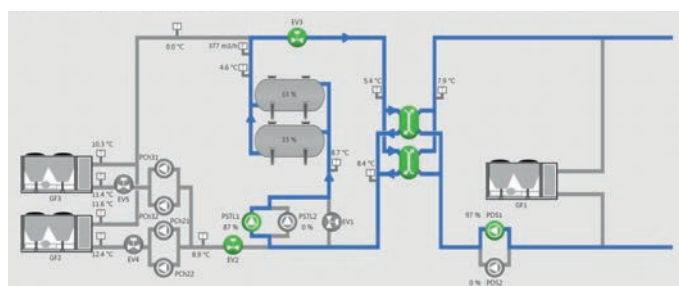 EV3
0.0 °C
377 m3/h
4.6 °C
5.4 °C
7.9 °C
33 %
33 %
10.3 °C
PCh31
8.7 °C
8.4 °C
11.4 °C
GF3
EV5
11.6 °C
PCh32
PCh21
GF1
PSTL1
PSTL2
EV1
97 %
PDS1
87 %
0 %
8.9 °C
12.4 °C
GF2
EV4
PCh22
EV2
0 %
PDS2